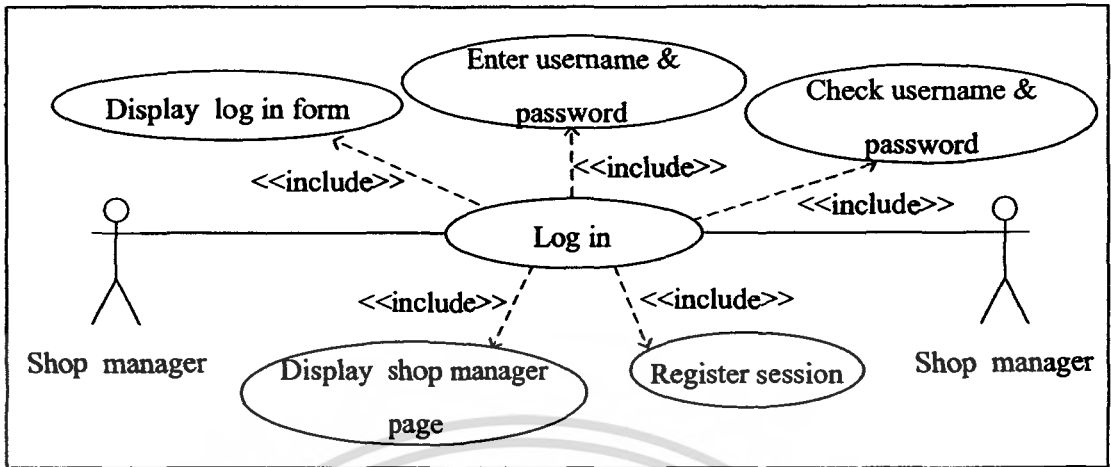 Enter username &
password
Display log in form
Check username &
password
<<include>>
<<include>>
<<include>>
Log in
<<include>>
<<include>>
Shop manager
Shop manager
Display shop manager
page
Register session